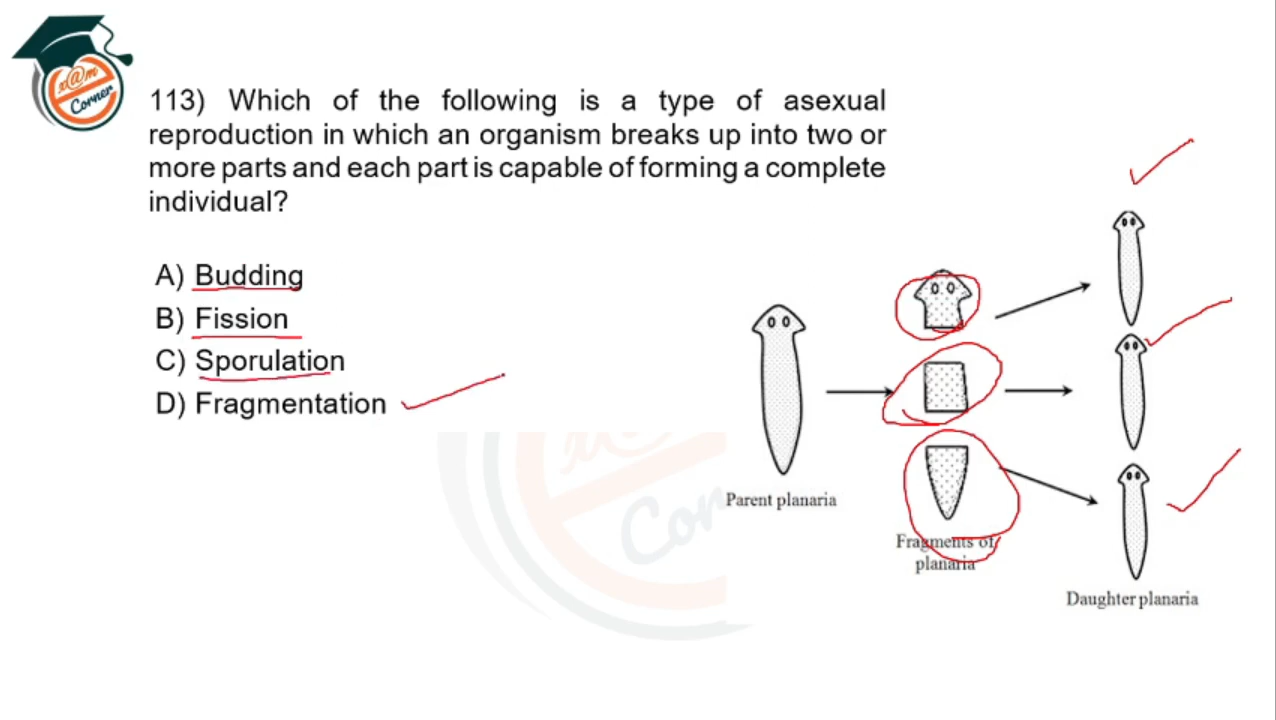 x@m
Corner
113) Which of the following is a type of asexual
reproduction in which an organism breaks up into two or
more parts and each part is capable of forming a complete
individual?
A) Budding
B) Fission
C) Sporulation
D) Fragmentation
Parent planaria
Fragments of
planaria
Daughter planaria